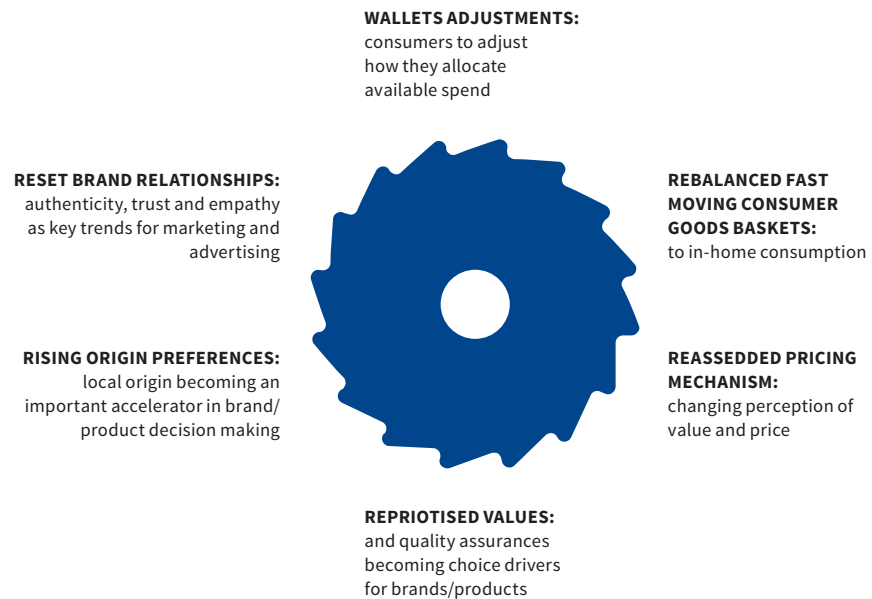 WALLETS ADJUSTMENTS:
consumers to adjust
how they allocate
available spend
RESET BRAND RELATIONSHIPS:
authenticity, trust and empathy
as key trends for marketing and
advertising
REBALANCED FAST
MOVING CONSUMER
GOODS BASKETS:
to in-home consumption
RISING ORIGIN PREFERENCES:
local origin becoming an
important accelerator in brand/
product decision making
REASSEDDED PRICING
MECHANISM:
changing perception of
value and price
REPRIOTISED VALUES:
and quality assurances
becoming choice drivers
for brands/products